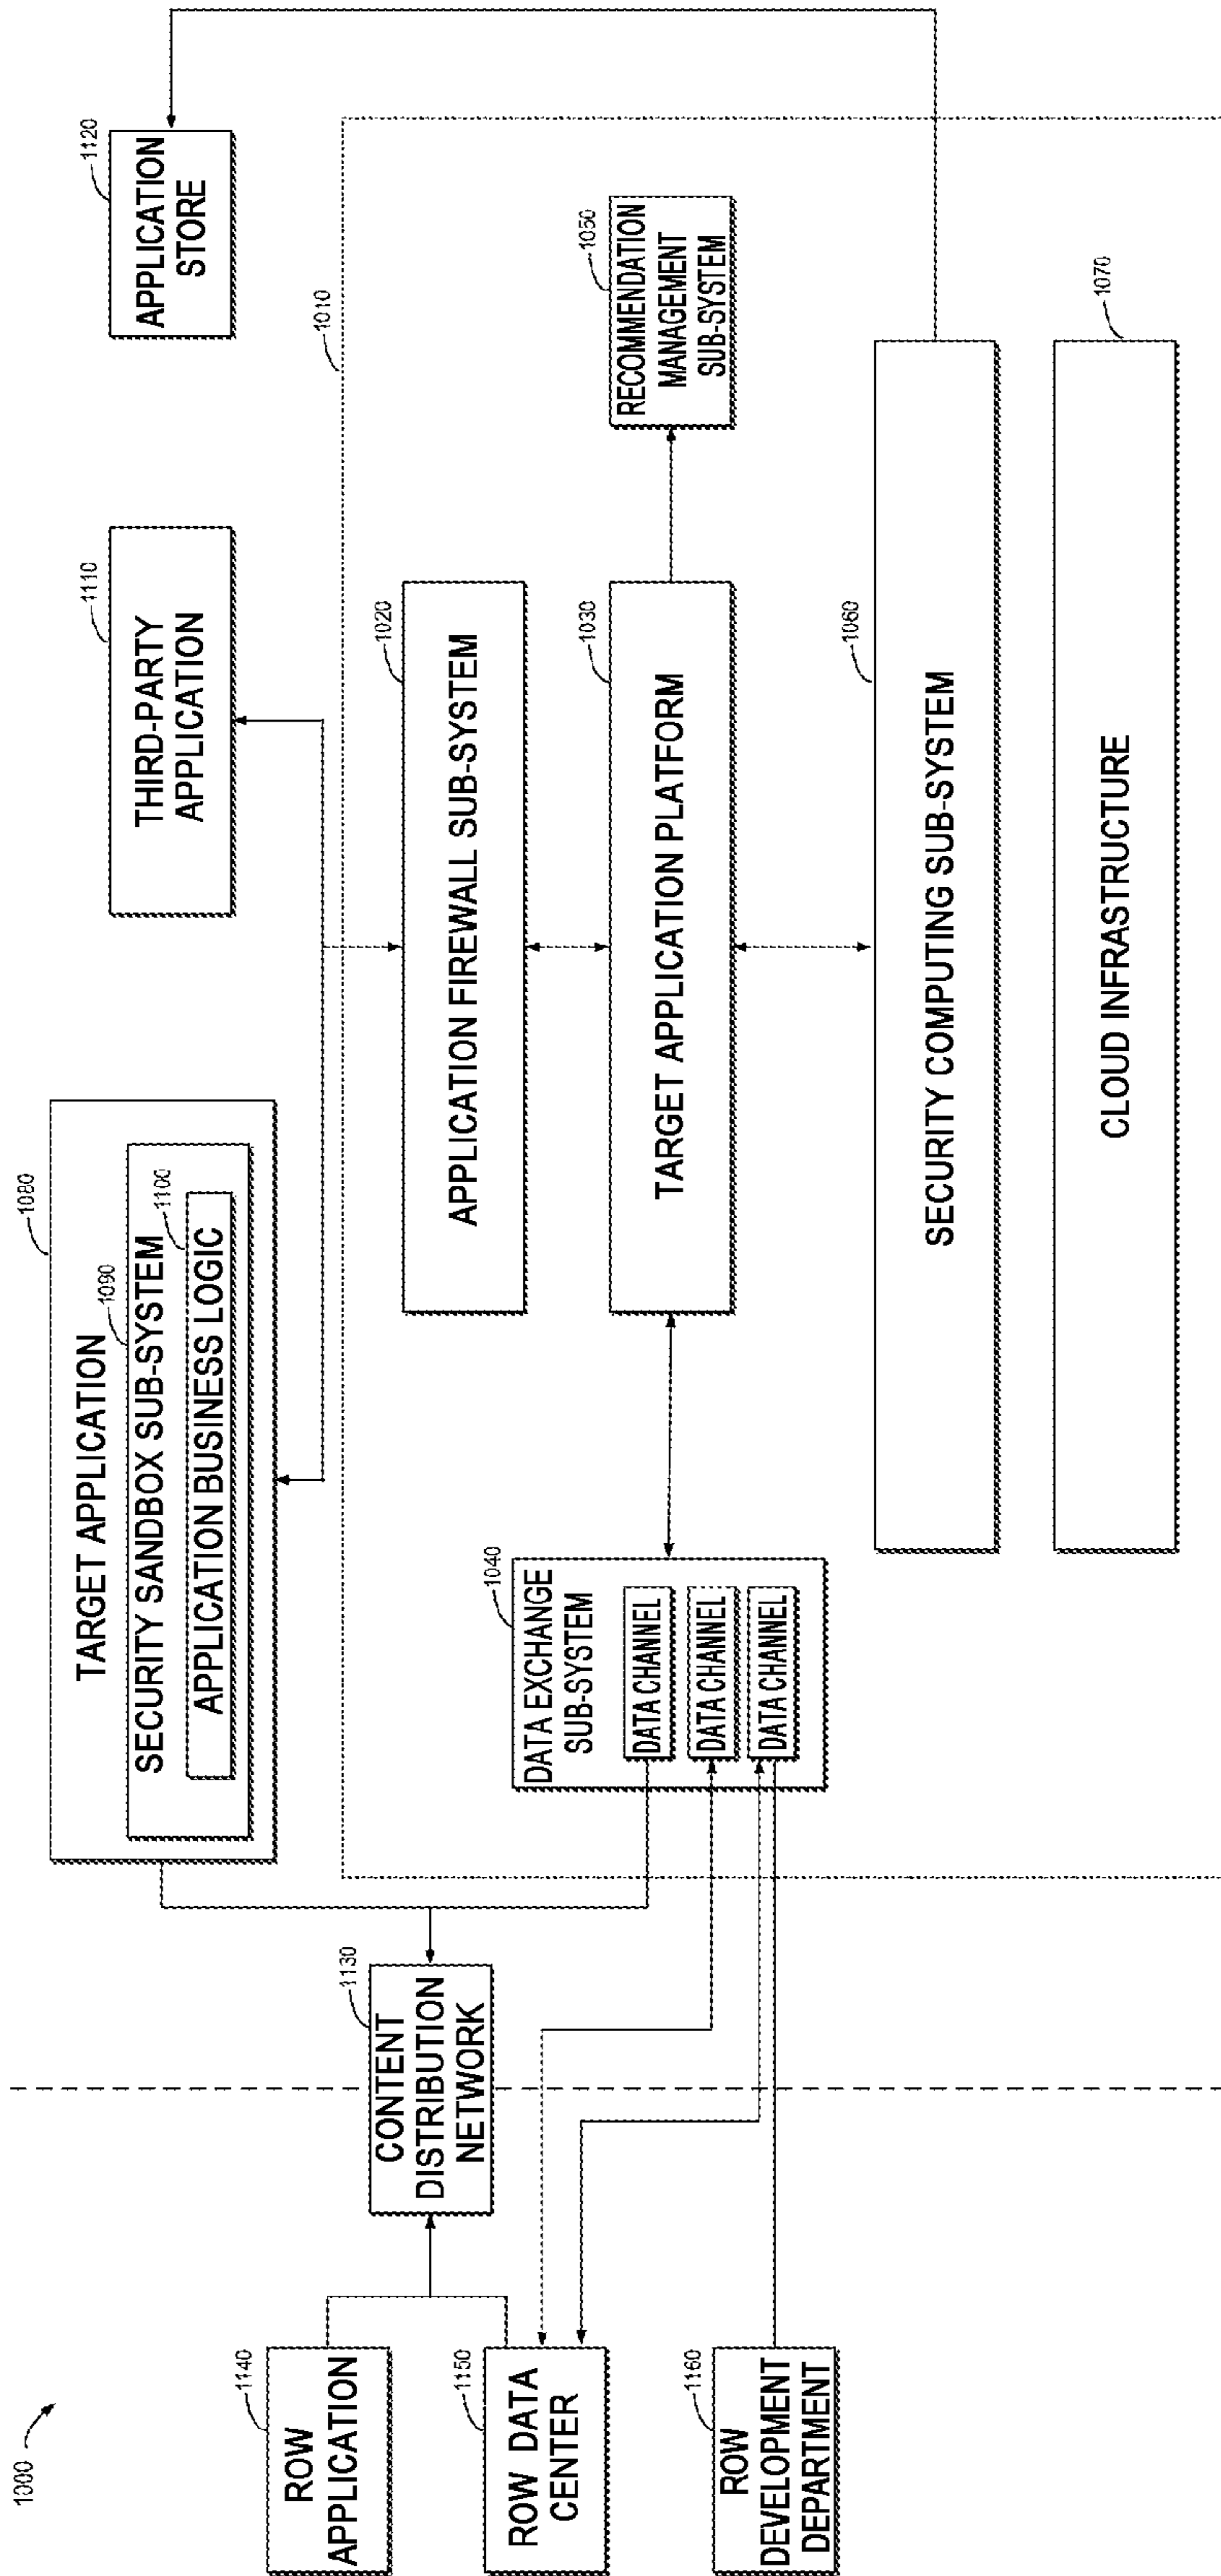 1000
ROW
APPLICATION
1140
ROW DATA
CENTER
1150
ROW
DEVELOPMENT
DEPARTMENT
1160
CONTENT
DISTRIBUTION
NETWORK
1130
TARGET APPLICATION
1080
SECURITY SANDBOX SUB-SYSTEM
1090
APPLICATION BUSINESS LOGIC
1100
THIRD-PARTY
APPLICATION
1110
APPLICATION
STORE
1120
1010
DATA EXCHANGE
SUB-SYSTEM
1040
DATA CHANNEL
DATA CHANNEL
DATA CHANNEL
APPLICATION FIREWALL SUB-SYSTEM
1020
TARGET APPLICATION PLATFORM
1030
RECOMMENDATION
MANAGEMENT
SUB-SYSTEM
1050
SECURITY COMPUTING SUB-SYSTEM
1060
CLOUD INFRASTRUCTURE
1070